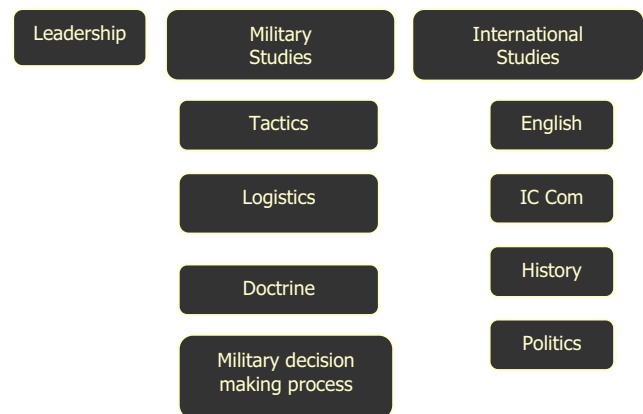 Leadership
Military
Studies
International
Studies
Tactics
English
Logistics
IC Com
Doctrine
History
Military decision
making process
Politics